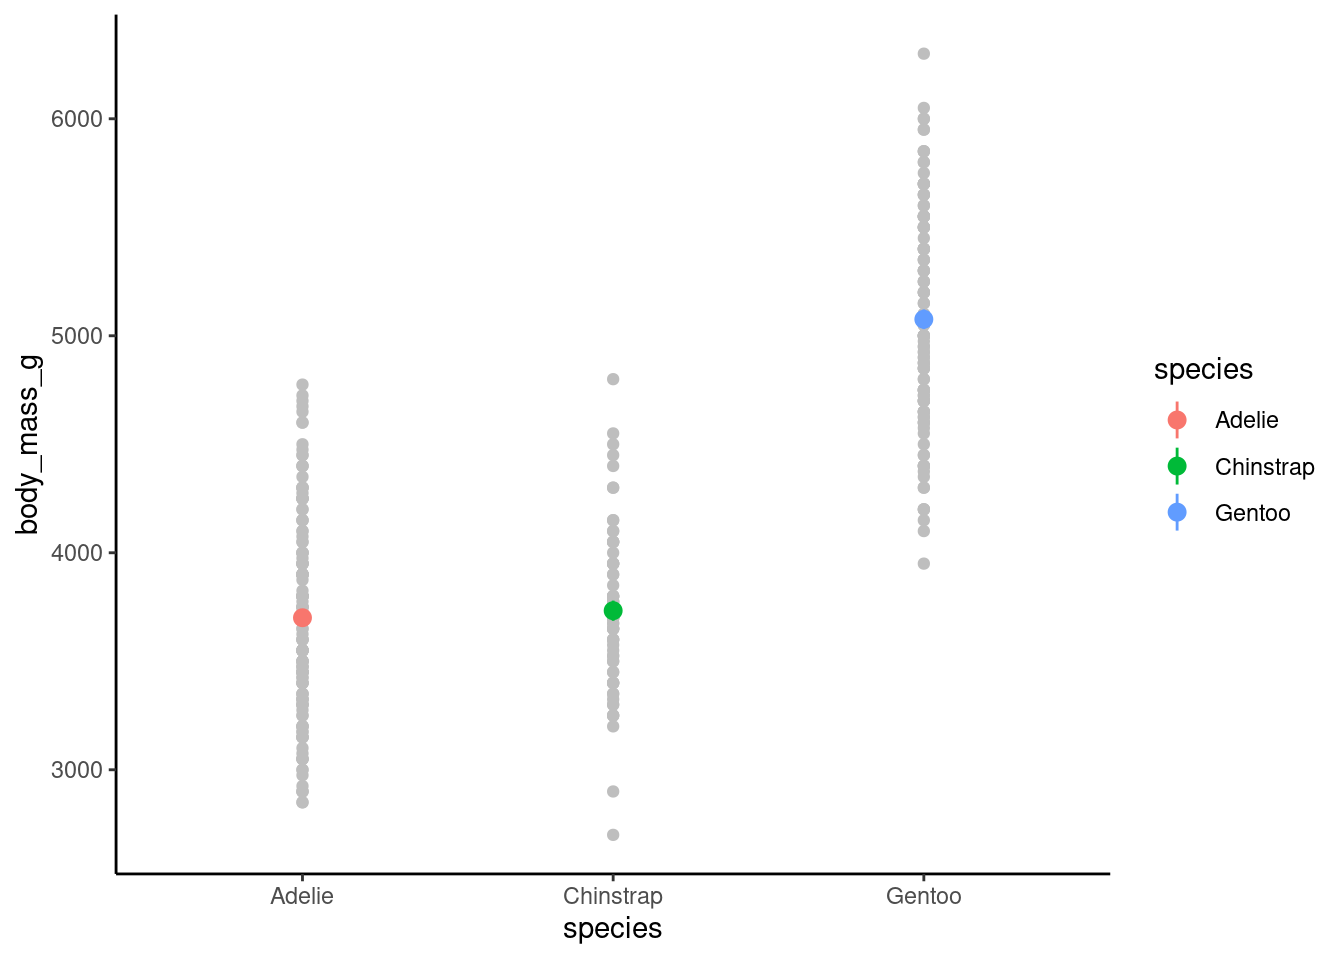 6000
5000
4000
3000
body_mass_g
Adelie
Chinstrap
Gentoo
species
species
Adelie
Chinstrap
Gentoo